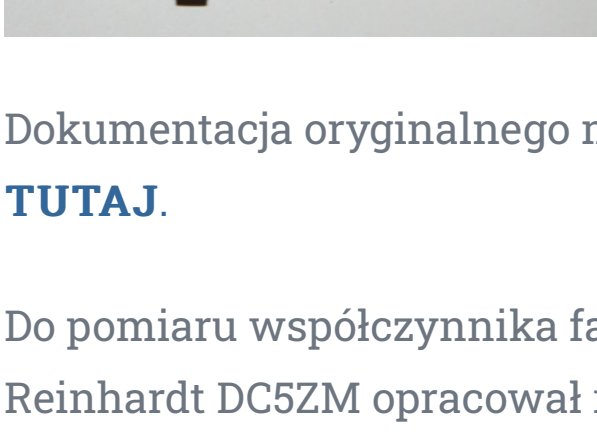 Dokumentacja oryginalnego
TUTAJ.
Do pomiaru współczynnika
Reinhardt DC5ZM opracował